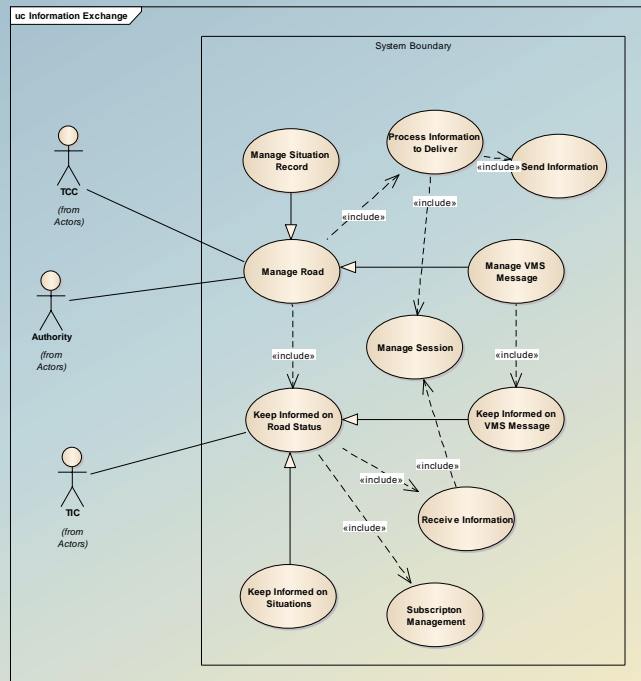 uc Information Exchange
System Boundary
Manage Situation
Record
Process Information
to Deliver
«include»
Send Information
TCC
(from
Actors)
«include»
«include»
Manage Road
Manage VMS
Message
Authority
(from
Actors)
«include»
Manage Session
«include»
Keep Informed on
Road Status
Keep Informed on
VMS Message
TIC
(from
Actors)
«include»
«include»
«include»
Receive Information
Keep Informed on
Situations
Subscripton
Management